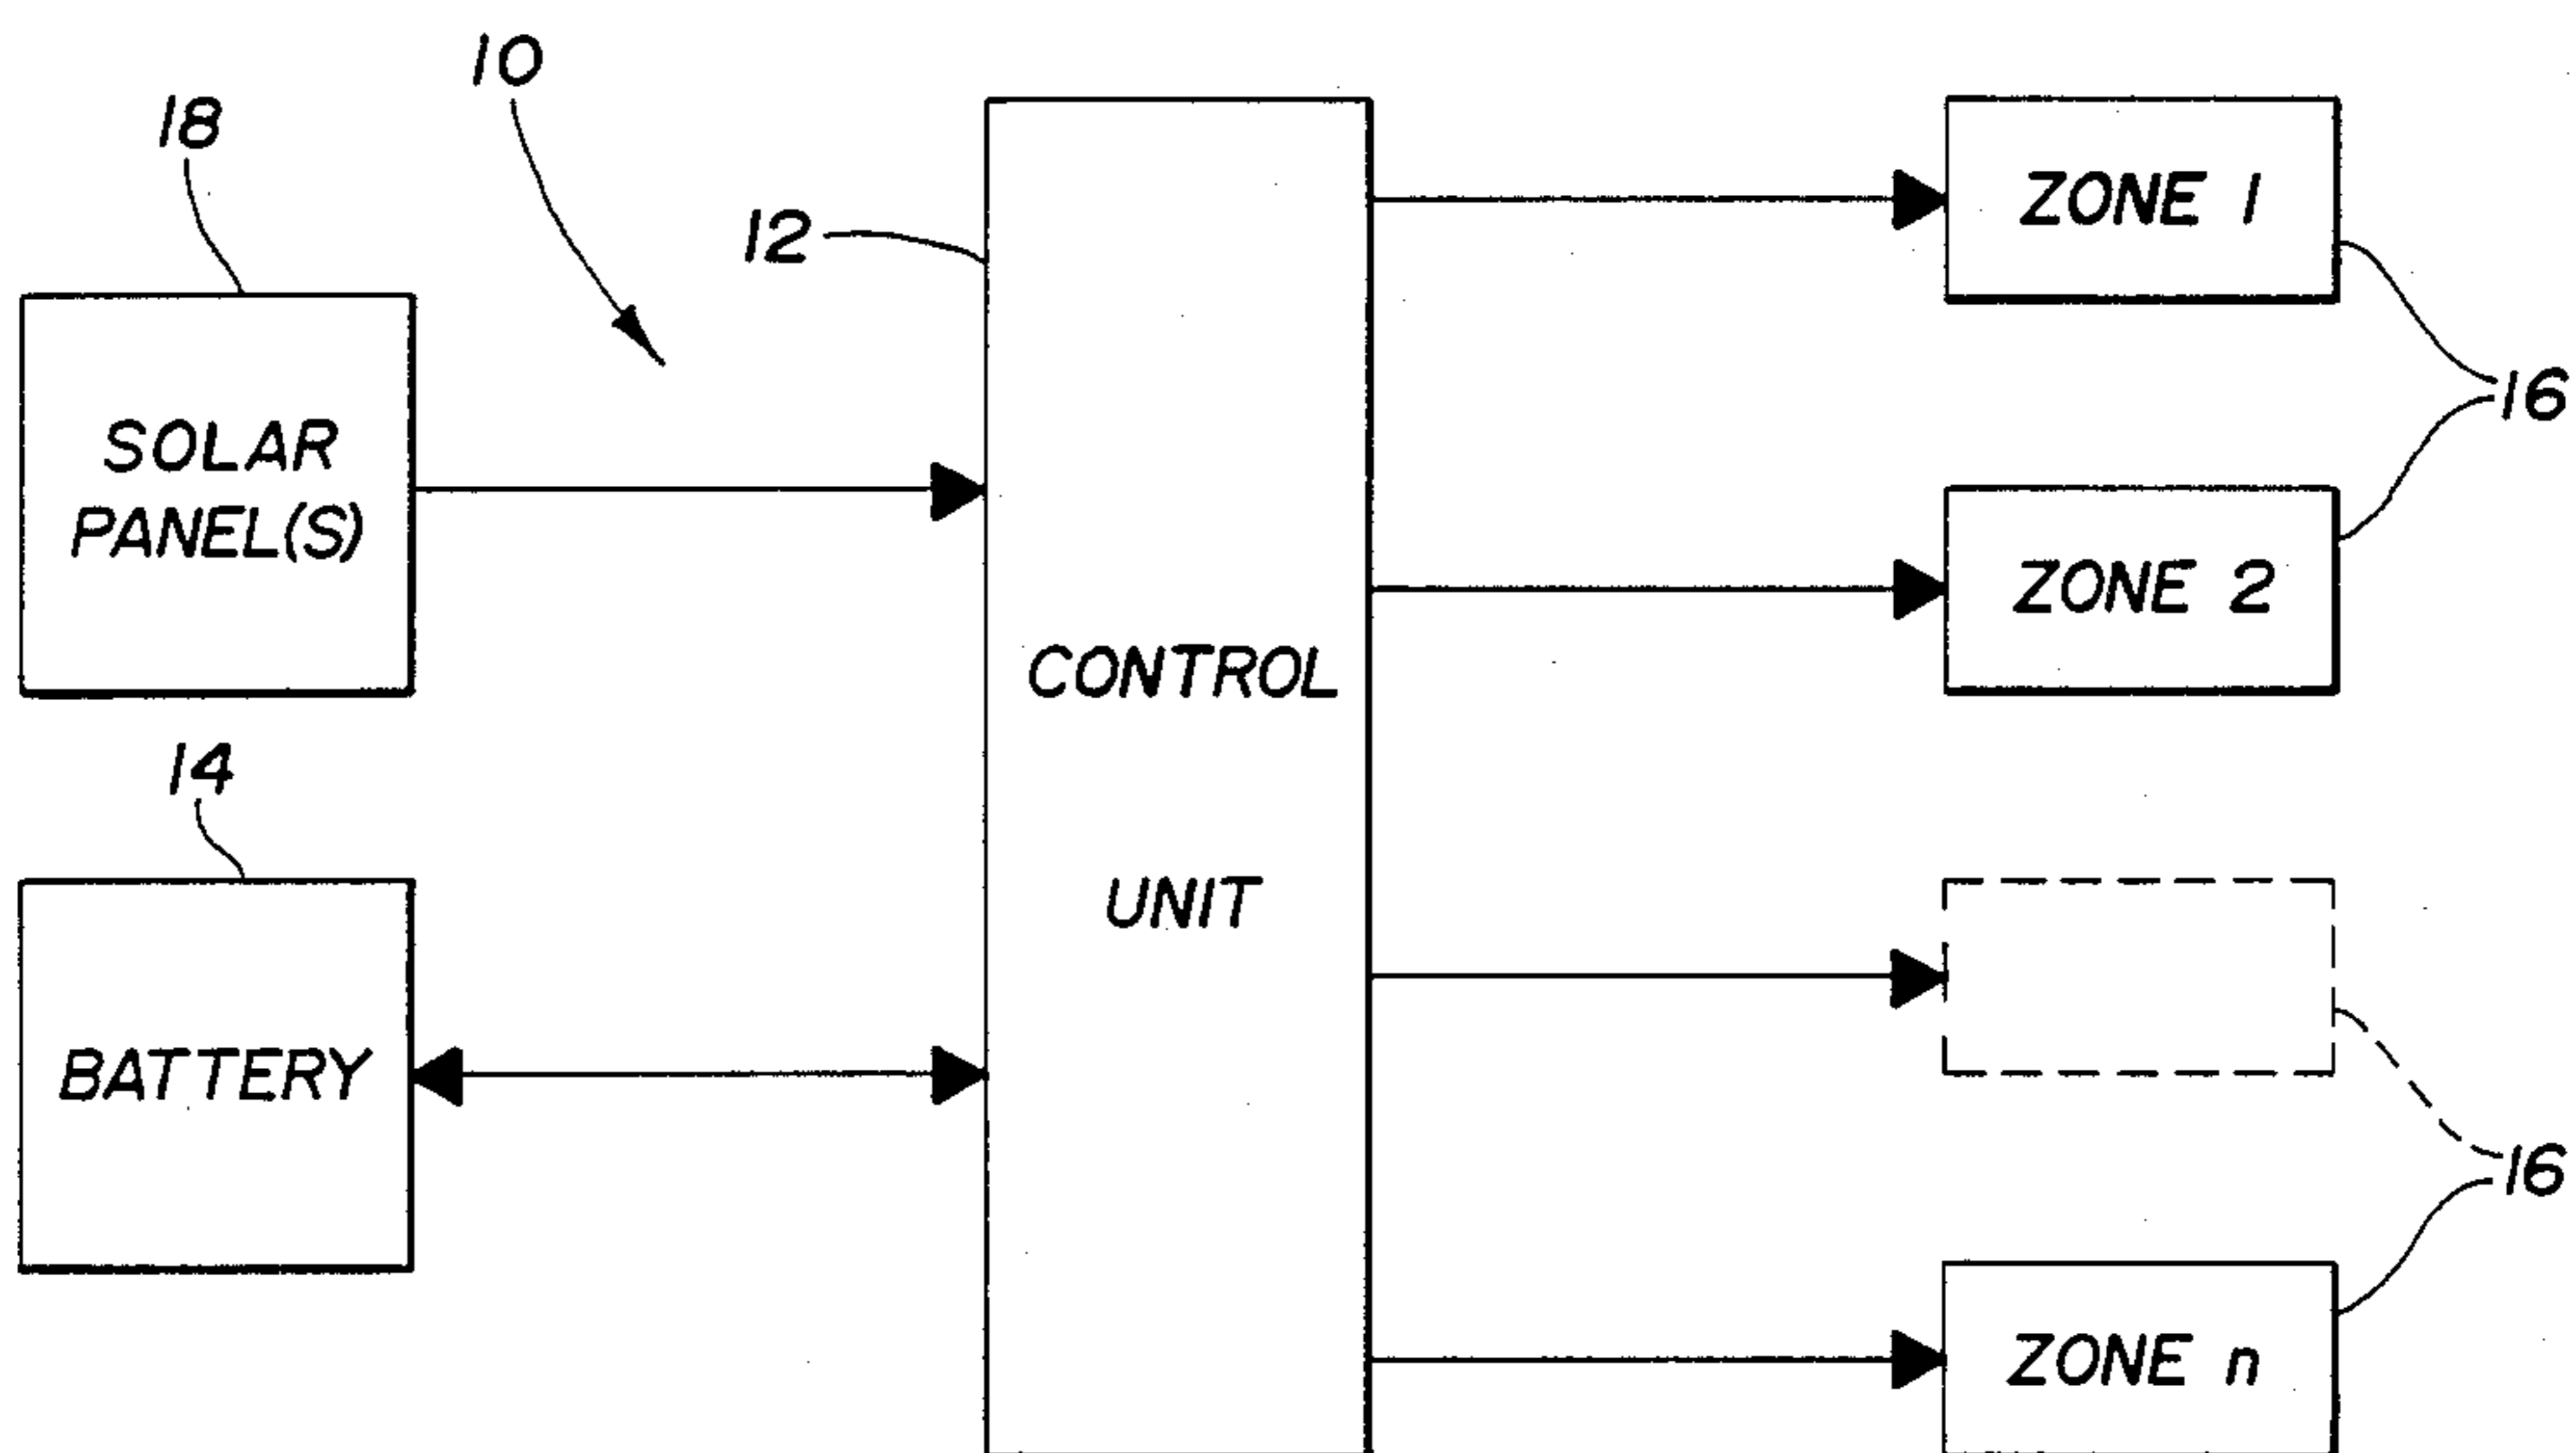 10
18
12
ZONE 1
16
SOLAR
PANEL(S)
ZONE 2
CONTROL
14
UNIT
BATTERY
16
ZONE n